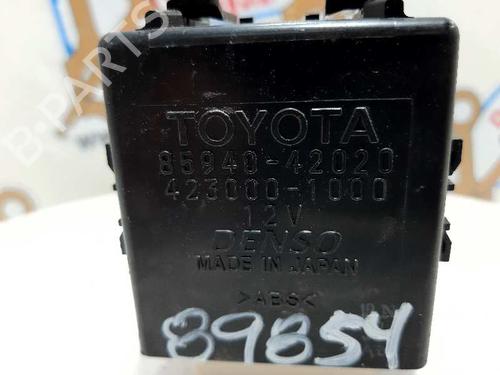 B-PARTS
TOYOTA
85940-42020
423000-1000
12V
DENSO
MADE IN JAPAN
>ABS<
89854